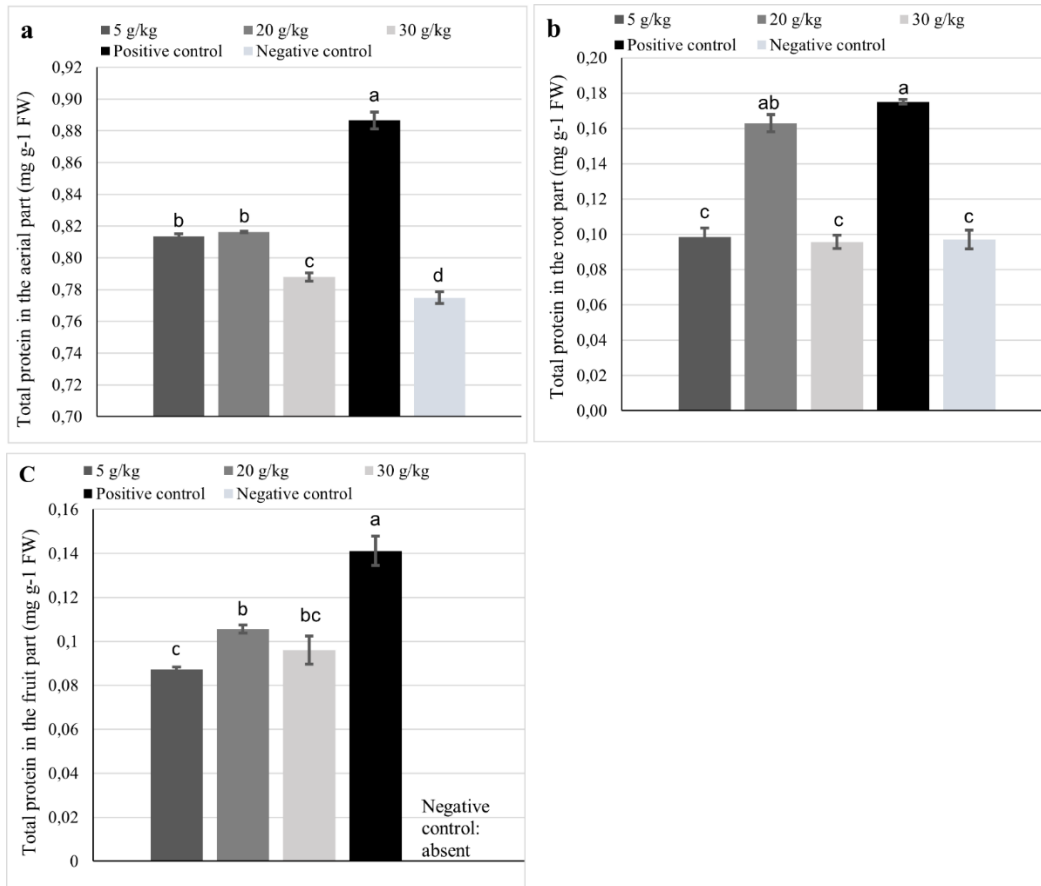 a
5 g/kg 20 g/kg 30 g/kg
Positive control Negative control
Total protein in the aerial part (mg g-1 FW)
0,92
0,90
0,88
0,86
0,84
0,82
0,80
0,78
0,76
0,74
0,72
0,70
b
b
c
a
d
b
5 g/kg 20 g/kg 30 g/kg
Positive control Negative control
Total protein in the root part (mg g-1 FW)
0,20
0,18
0,16
0,14
0,12
0,10
0,08
0,06
0,04
0,02
0,00
c
ab
c
a
c
C
5 g/kg 20 g/kg 30 g/kg
Positive control Negative control
Total protein in the fruit part (mg g-1 FW)
0,16
0,14
0,12
0,1
0,08
0,06
0,04
0,02
0
c
b
bc
a
Negative
control:
absent